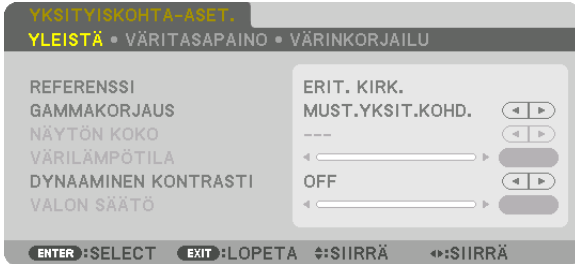 YKSITYISKOHTA-ASET.
YLEISTÄ • VÄRITASAPAINO • VÄRINKORJAILU
REFERENSSI ERIT. KIRK.
GAMMAKORJAUS MUST.YKSIT.KOHD.
NÄYTÖN KOKO ---
VÄRILÄMPÖTILA
DYNAAMINEN KONTRASTI OFF
VALON SÄÄTÖ
ENTER :SELECT EXIT :LOPETA :SIIRRÄ :SIIRRÄ